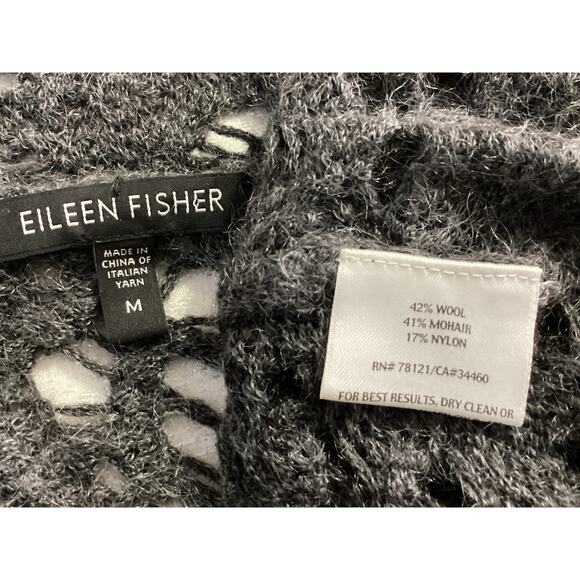 EILEEN FISHER
MADE IN
CHINA OF
ITALIAN
YARN
M
42% WOOL
41% MOHAIR
17% NYLON
RN# 78121/CA#34460
FOR BEST RESULTS, DRY CLEAN OR